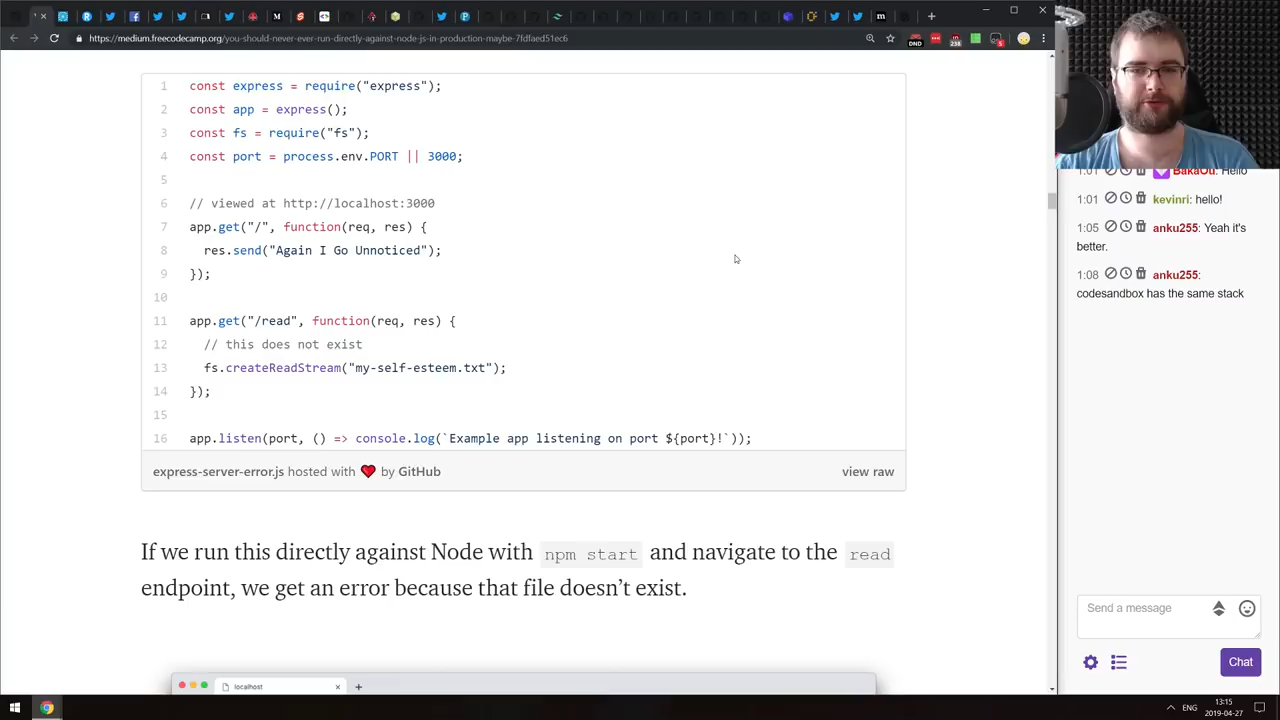 https://medium.freecodecamp.org/you-should-never-ever-run-directly-against-node-js-in-production-maybe-7fdfaed51ec6
DND
238
1 const express = require("express");
2 const app = express();
3 const fs = require("fs");
4 const port = process.env.PORT || 3000;
5
6 // viewed at http://localhost:3000
7 app.get("/", function(req, res) {
8 res.send("Again I Go Unnoticed");
9 });
10
11 app.get("/read", function(req, res) {
12 // this does not exist
13 fs.createReadStream("my-self-esteem.txt");
14 });
15
16 app.listen(port, () => console.log(`Example app listening on port ${port}!`));
express-server-error.js hosted with ❤ by GitHub
view raw
If we run this directly against Node with npm start and navigate to the read
endpoint, we get an error because that file doesn’t exist.
localhost
1:01 BakaOu: Hello
1:01 kevinri: hello!
1:05 anku255: Yeah it's
better.
1:08 anku255:
codesandbox has the same stack
Send a message
Chat
ENG
13:15
2019-04-27